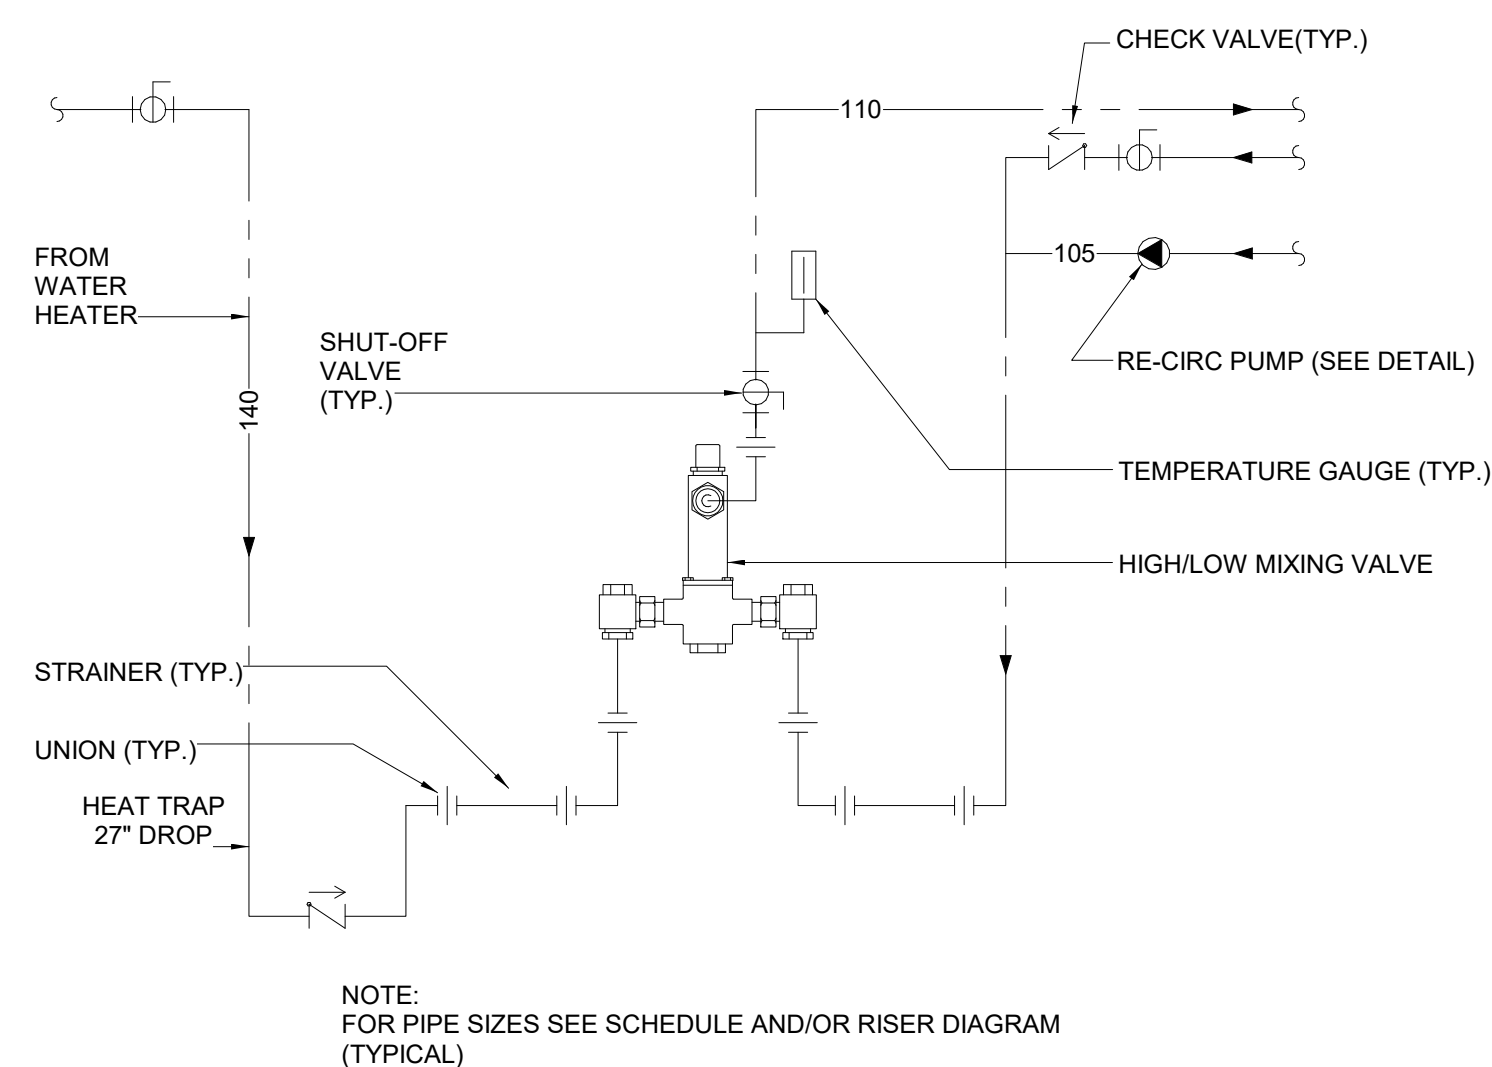 CHECK VALVE(TYP.)
110
FROM
WATER
HEATER
105
SHUT-OFF
VALVE
(TYP.)
RE-CIRC PUMP (SEE DETAIL)
140
TEMPERATURE GAUGE (TYP.)
HIGH/LOW MIXING VALVE
STRAINER (TYP.)
UNION (TYP.)
HEAT TRAP
27" DROP
NOTE:
FOR PIPE SIZES SEE SCHEDULE AND/OR RISER DIAGRAM
(TYPICAL)